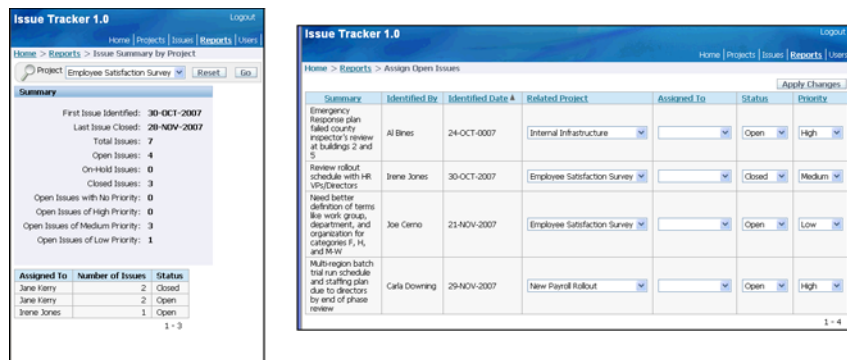 Issue Tracker 1.0
Logout
Home | Projects | Issues | Reports | Users
Home > Reports > Issue Summary by Project
Project Employee Satisfaction Survey Reset Go
Summary
First Issue Identified: 30-OCT-2007
Last Issue Closed: 28-NOV-2007
Total Issues: 7
Open Issues: 4
On-Hold Issues: 0
Closed Issues: 3
Open Issues with No Priority: 0
Open Issues of High Priority: 0
Open Issues of Medium Priority: 3
Open Issues of Low Priority: 1
Assigned To Number of Issues Status
Jane Kerry 2 Closed
Jane Kerry 2 Open
Irene Jones 1 Open
1 - 3
Issue Tracker 1.0
Logout
Home | Projects | Issues | Reports | Users
Home > Reports > Assign Open Issues
Apply Changes
Summary Identified By Identified Date Related Project Assigned To Status Priority
Emergency
Response plan
failed county
inspector's review
at buildings 2 and
5
Al Bines 24-OCT-0007 Internal Infrastructure Open High
Review rollout
schedule with HR
VPs/Directors
Irene Jones 30-OCT-2007 Employee Satisfaction Survey Closed Medium
Need better
definition of terms
like work group,
department, and
organization for
categories F, H,
and M-W
Joe Cerno 21-NOV-2007 Employee Satisfaction Survey Open Low
Multi-region batch
trial run schedule
and staffing plan
due to directors
by end of phase
review
Carla Downing 29-NOV-2007 New Payroll Rollout Open High
1 - 4